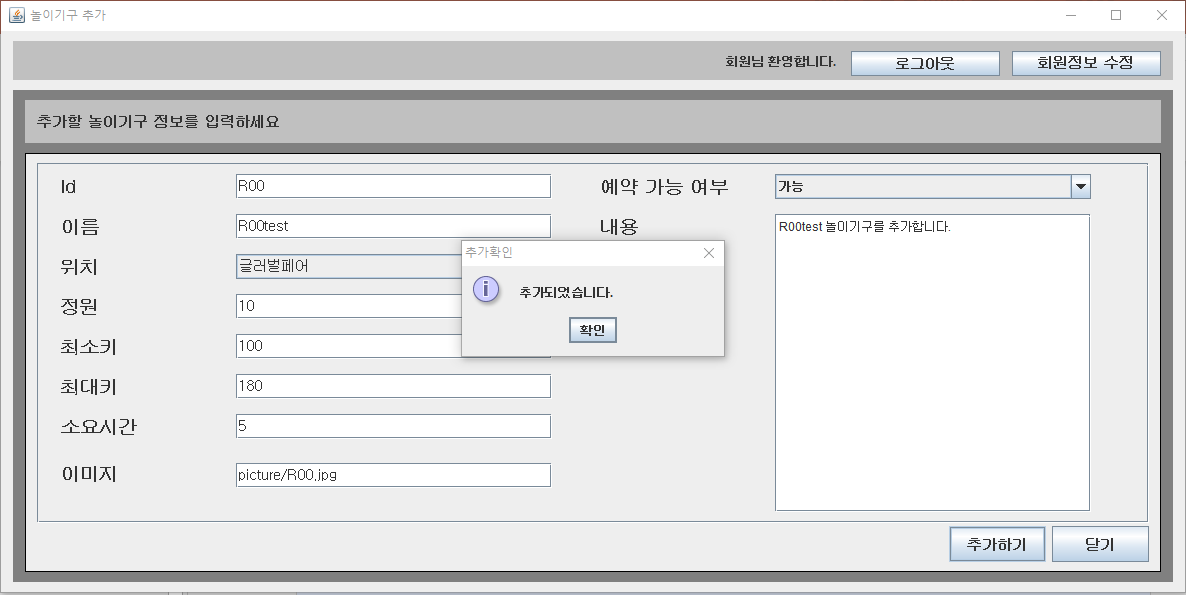 놀이기구 추가
회원님 환영합니다.
로그아웃
회원정보 수정
추가할 놀이기구 정보를 입력하세요
Id
R00
예약 가능 여부
가능
이름
R00test
내용
R00test 놀이기구를 추가합니다.
위치
글러벌페어
정원
10
최소키
100
최대키
180
소요시간
5
이미지
picture/R00.jpg
추가확인
i
추가되었습니다.
확인
추가하기
닫기